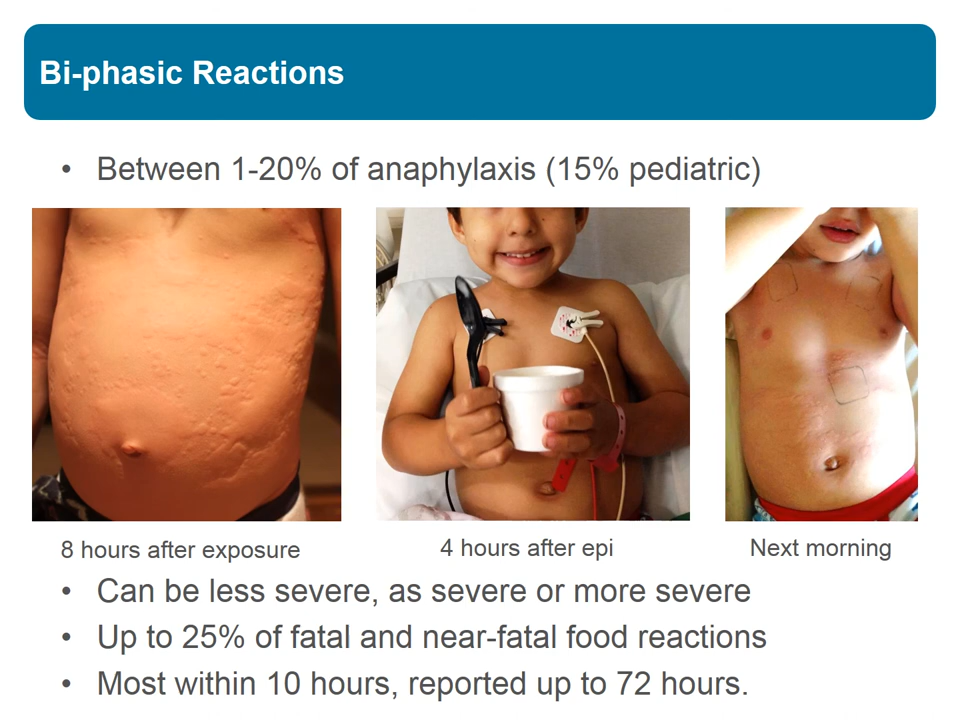 Bi-phasic Reactions
• Between 1-20% of anaphylaxis (15% pediatric)
8 hours after exposure
4 hours after epi
Next morning
• Can be less severe, as severe or more severe
• Up to 25% of fatal and near-fatal food reactions
• Most within 10 hours, reported up to 72 hours.